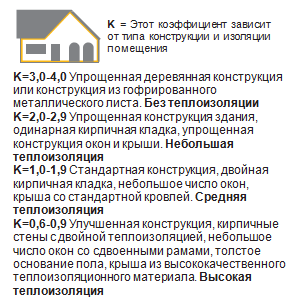 K = Этот коэффициент зависит
от типа конструкции и изоляции
помещения
K=3,0-4,0 Упрощенная деревянная конструкция
или конструкция из гофрированного
металлического листа. Без теплоизоляции
K=2,0-2,9 Упрощенная конструкция здания,
одинарная кирпичная кладка, упрощенная
конструкция окон и крыши. Небольшая
теплоизоляция
K=1,0-1,9 Стандартная конструкция, двойная
кирпичная кладка, небольшое число окон,
крыша со стандартной кровлей. Средняя
теплоизоляция
K=0,6-0,9 Улучшенная конструкция, кирпичные
стены с двойной теплоизоляцией, небольшое
число окон со сдвоенными рамами, толстое
основание пола, крыша из высококачественного
теплоизоляционного материала. Высокая
теплоизоляция